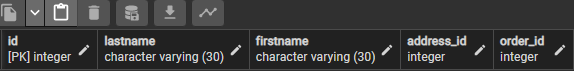 id
[PK] integer
lastname
character varying (30)
firstname
character varying (30)
address_id
integer
order_id
integer